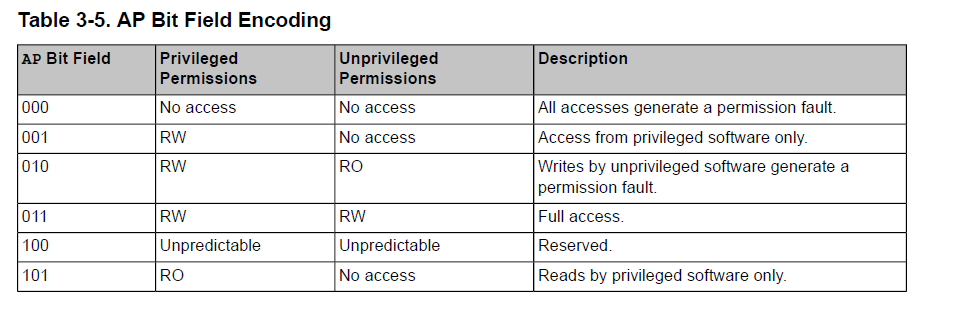 Table 3-5. AP Bit Field Encoding
AP Bit Field Privileged Permissions Unprivileged Permissions Description
000 No access No access All accesses generate a permission fault.
001 RW No access Access from privileged software only.
010 RW RO Writes by unprivileged software generate a permission fault.
011 RW RW Full access.
100 Unpredictable Unpredictable Reserved.
101 RO No access Reads by privileged software only.